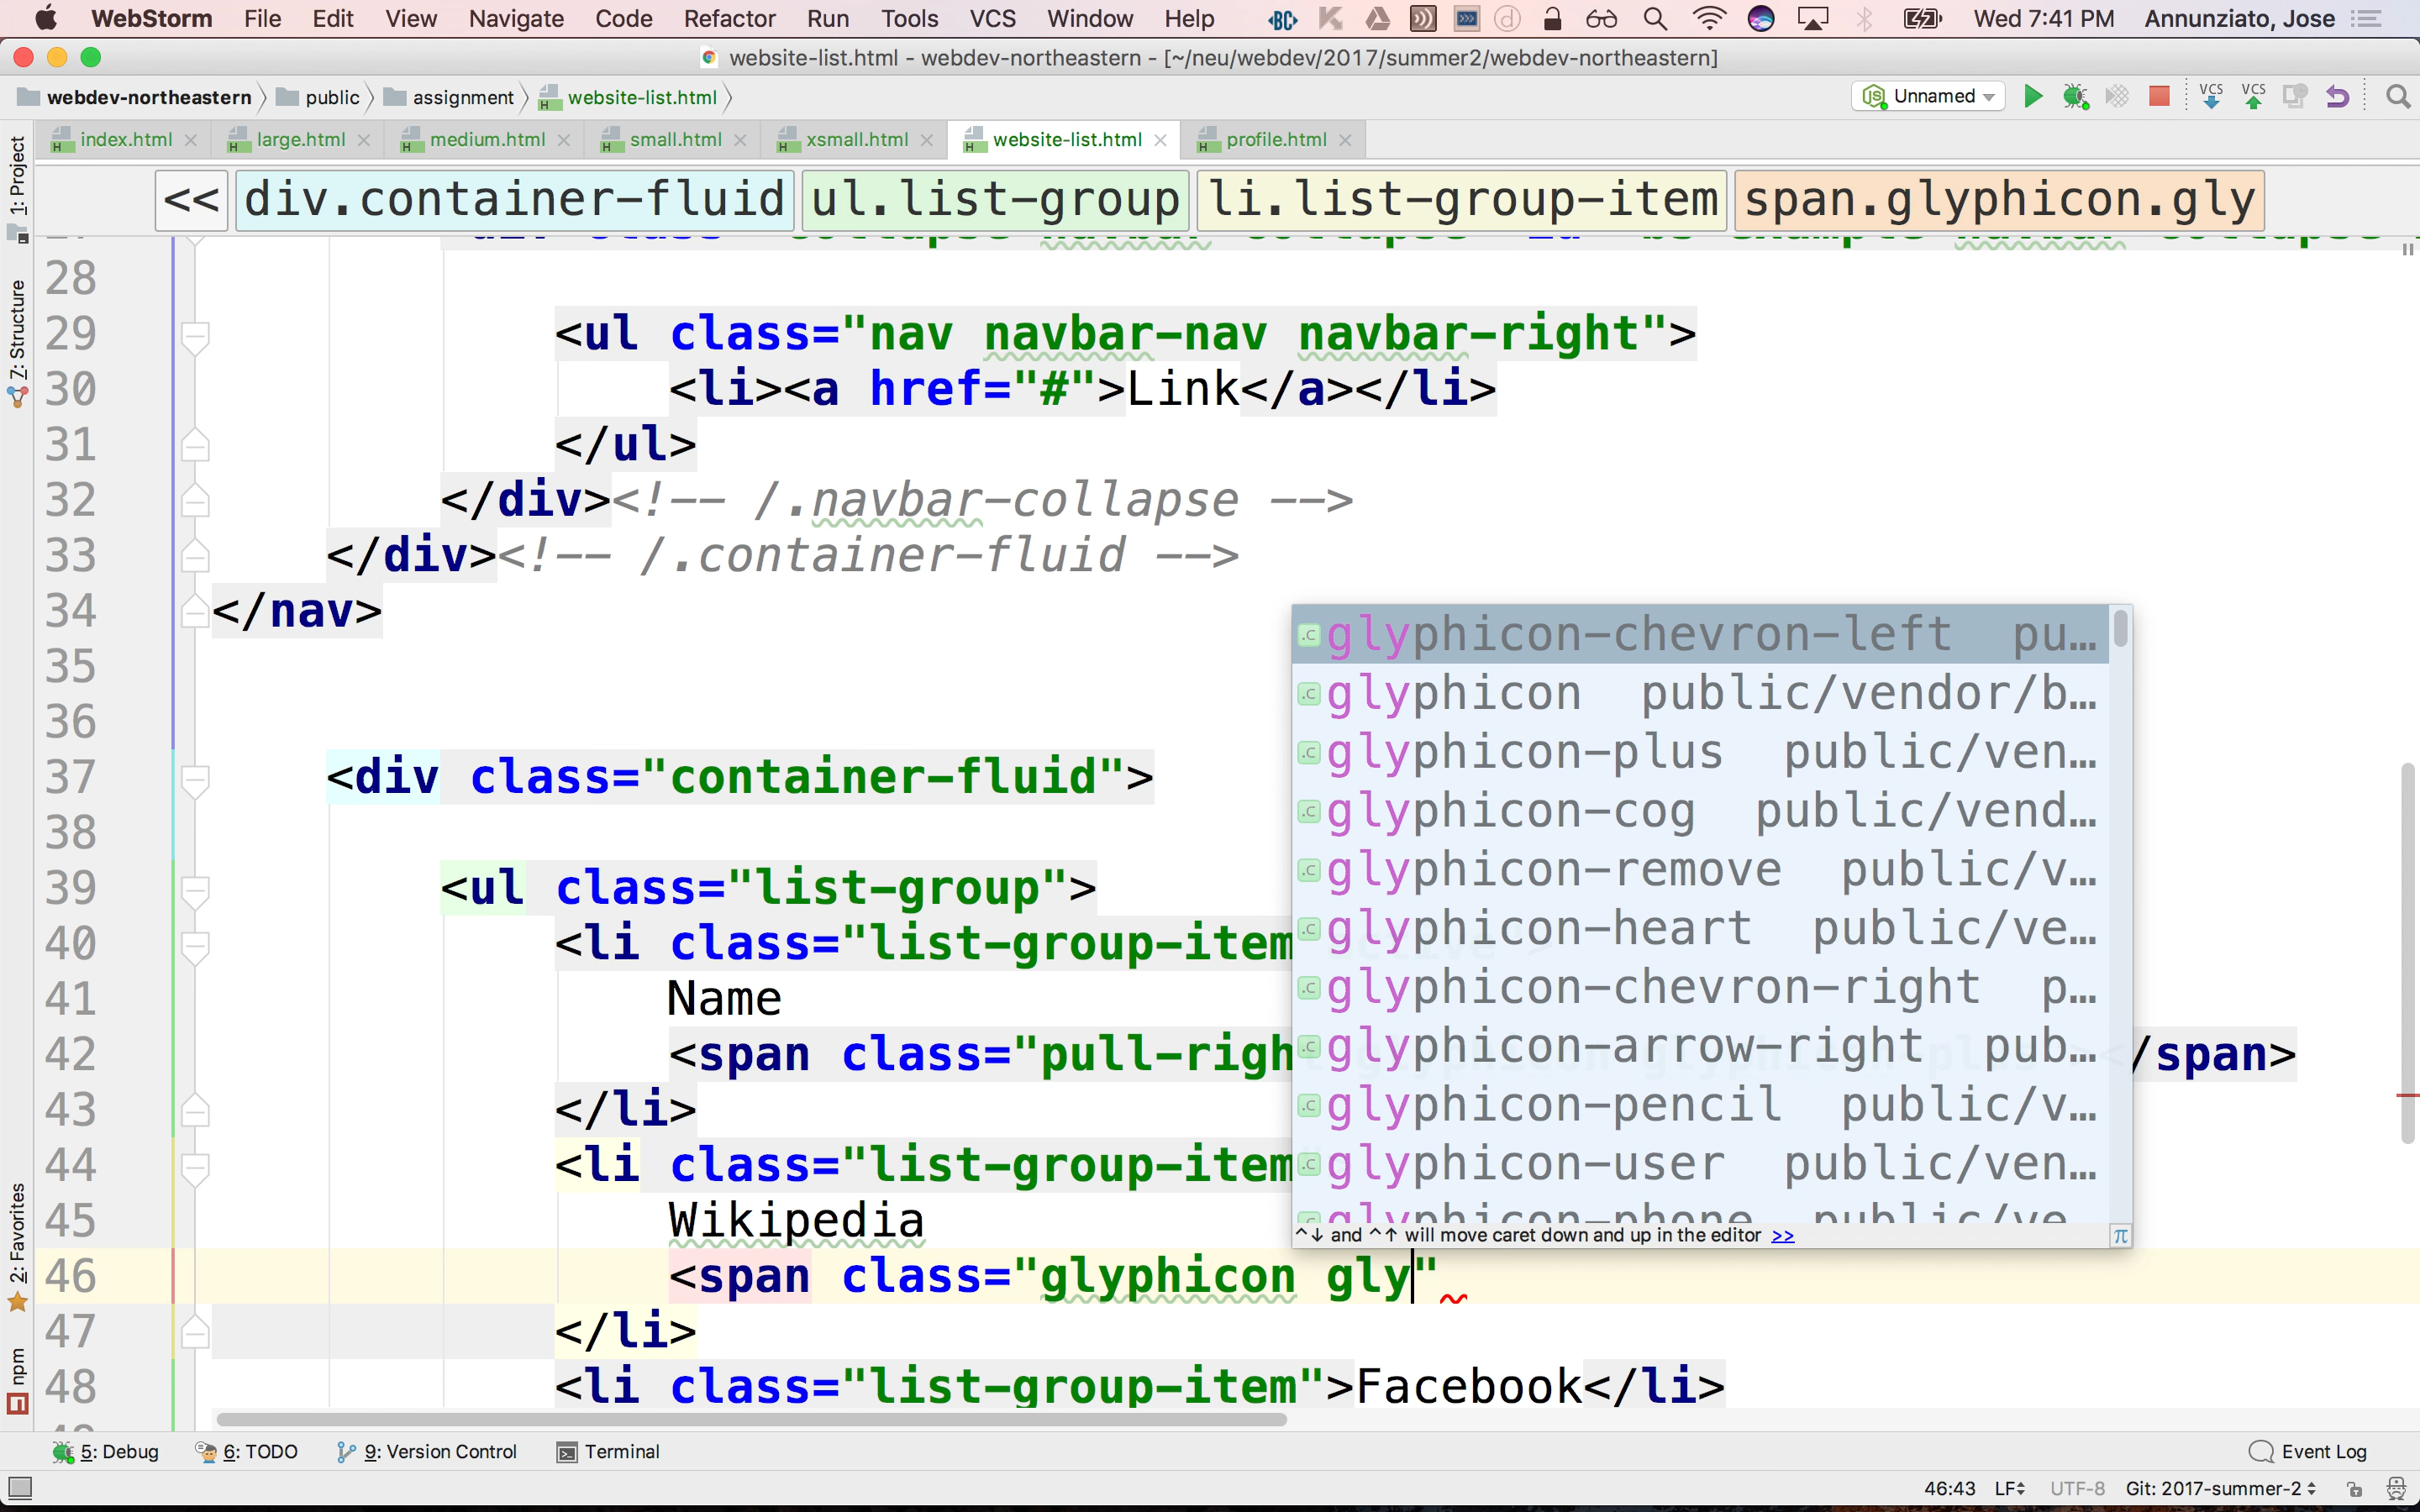 WebStorm File Edit View Navigate Code Refactor Run Tools VCS Window Help Wed 7:41 PM Annunziato, Jose
website-list.html - webdev-northeastern - [~/neu/webdev/2017/summer2/webdev-northeastern]
webdev-northeastern public assignment website-list.html Unnamed VCS VCS
index.html large.html medium.html small.html xsmall.html website-list.html profile.html
<< div.container-fluid ul.list-group li.list-group-item span.glyphicon.gly
1: Project
7: Structure
2: Favorites
npm
28
29 <ul class="nav navbar-nav navbar-right">
30 <li><a href="#">Link</a></li>
31 </ul>
32 </div><!-- /.navbar-collapse -->
33 </div><!-- /.container-fluid -->
34 </nav>
35
36
37 <div class="container-fluid">
38
39 <ul class="list-group">
40 <li class="list-group-item
41 Name
42 <span class="pull-righ /span>
43 </li>
44 <li class="list-group-item
45 Wikipedia
46 <span class="glyphicon gly"
47 </li>
48 <li class="list-group-item">Facebook</li>
glyphicon-chevron-left pu…
glyphicon public/vendor/b…
glyphicon-plus public/ven…
glyphicon-cog public/vend…
glyphicon-remove public/v…
glyphicon-heart public/ve…
glyphicon-chevron-right p…
glyphicon-arrow-right pub…
glyphicon-pencil public/v…
glyphicon-user public/ven…
glyphicon-phone public/ve
^↓ and ^↑ will move caret down and up in the editor >> π
5: Debug 6: TODO 9: Version Control Terminal Event Log
46:43 LF UTF-8 Git: 2017-summer-2